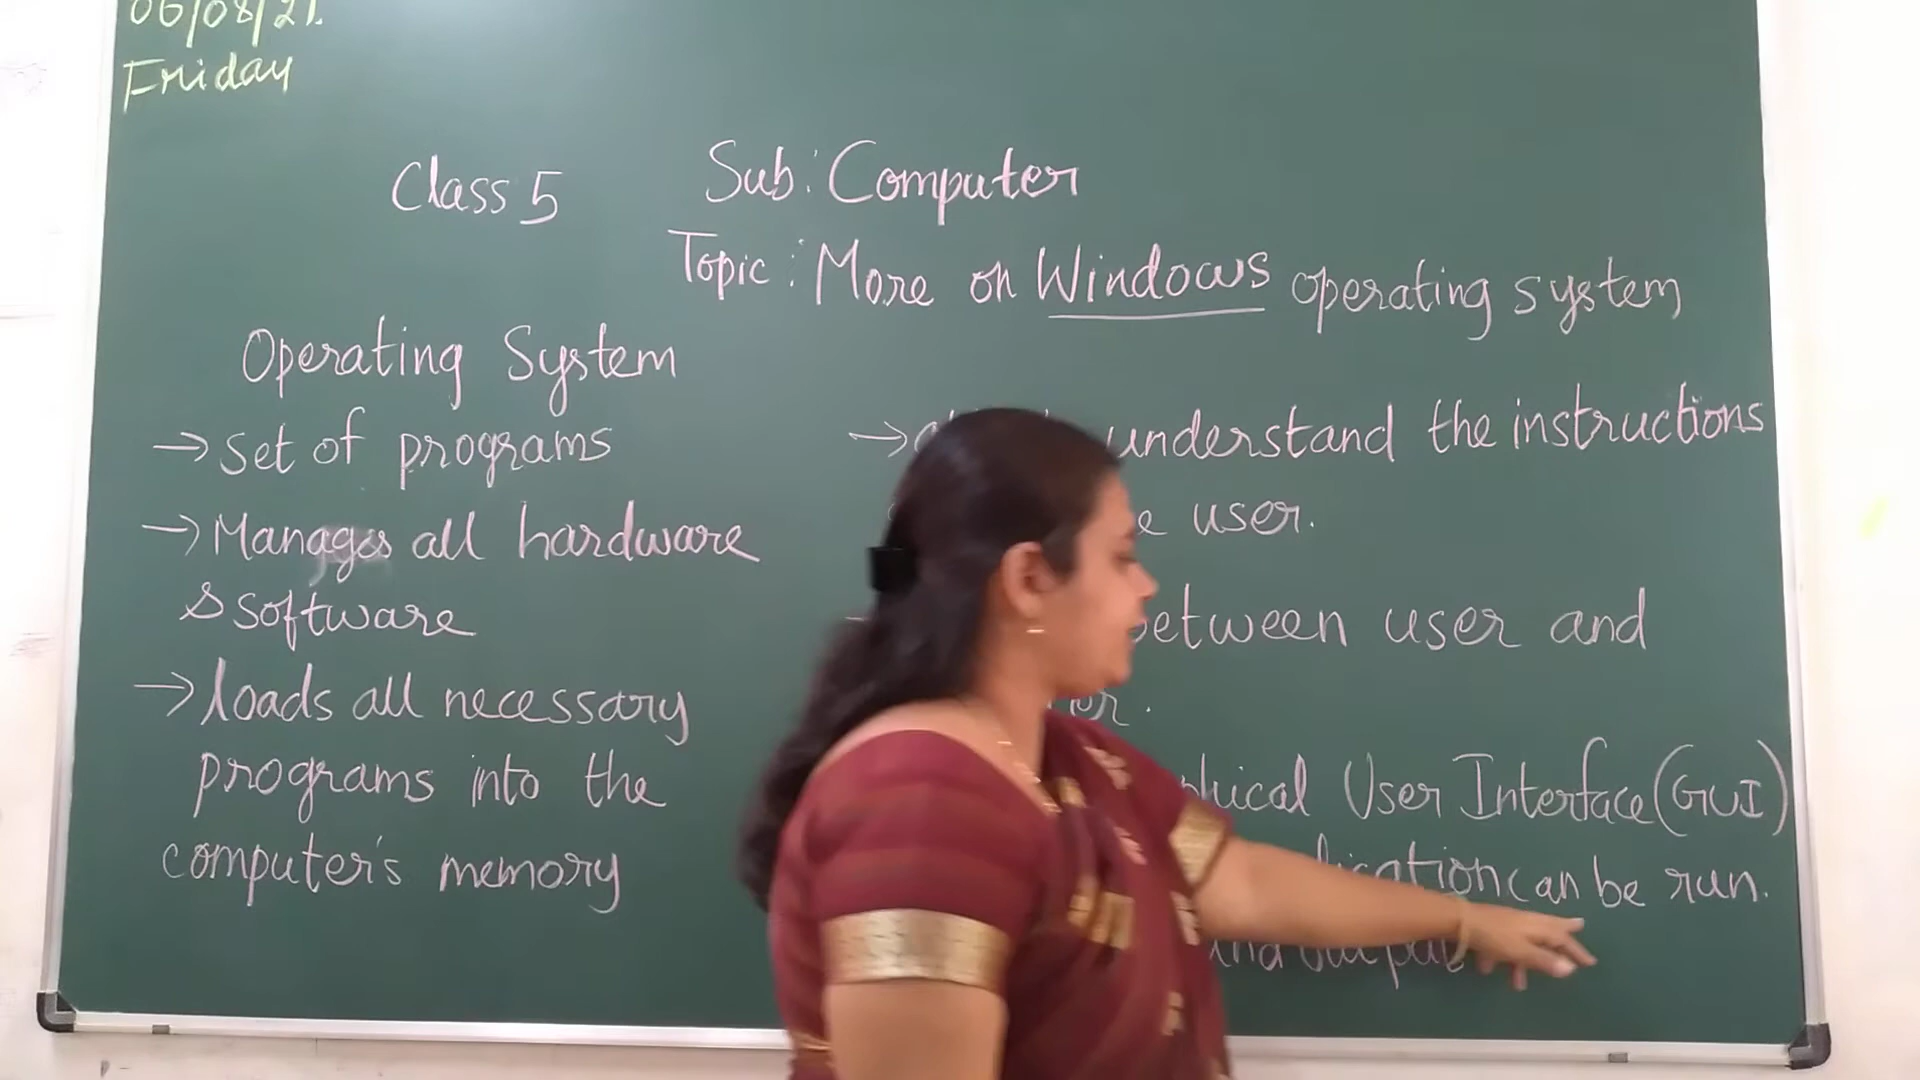 06/08/21.
Friday
Class 5
Sub: Computer
Topic: More on Windows operating system
Operating System
→ set of programs
→ Manages all hardware
& software
→ loads all necessary
programs into the
computer's memory
→ understand the instructions
user.
between user and
User Interface (GUI)
can be run.